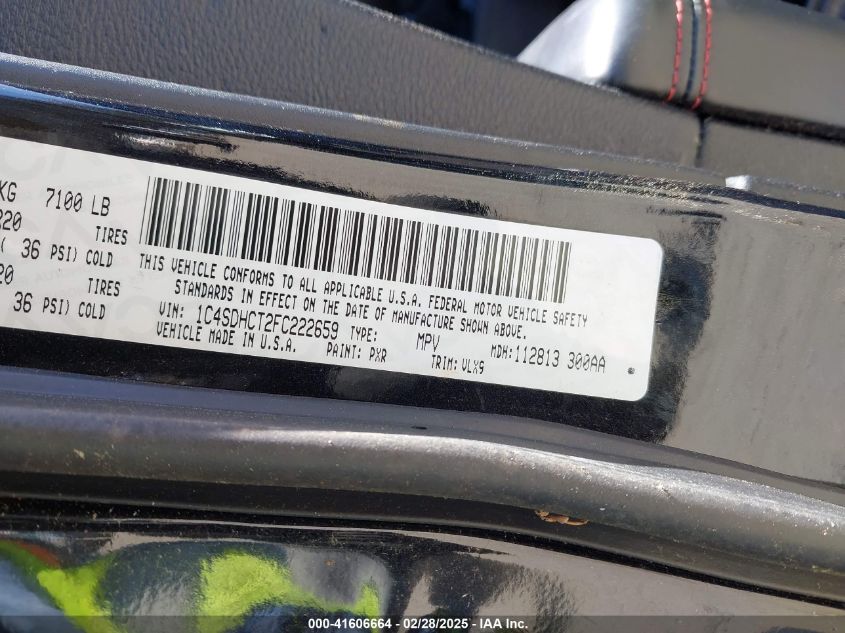 KG 7100 LB
R20 TIRES
( 36 PSI) COLD
20 TIRES
36 PSI) COLD
THIS VEHICLE CONFORMS TO ALL APPLICABLE U.S.A. FEDERAL MOTOR VEHICLE SAFETY
STANDARDS IN EFFECT ON THE DATE OF MANUFACTURE SHOWN ABOVE.
VIN: 1C4SDHCT2FC222659 TYPE: MPV MDH: 112813 300AA
VEHICLE MADE IN U.S.A. PAINT: PXR TRIM: VLX9
000-41606664 / 02/28/2025 - IAA Inc.